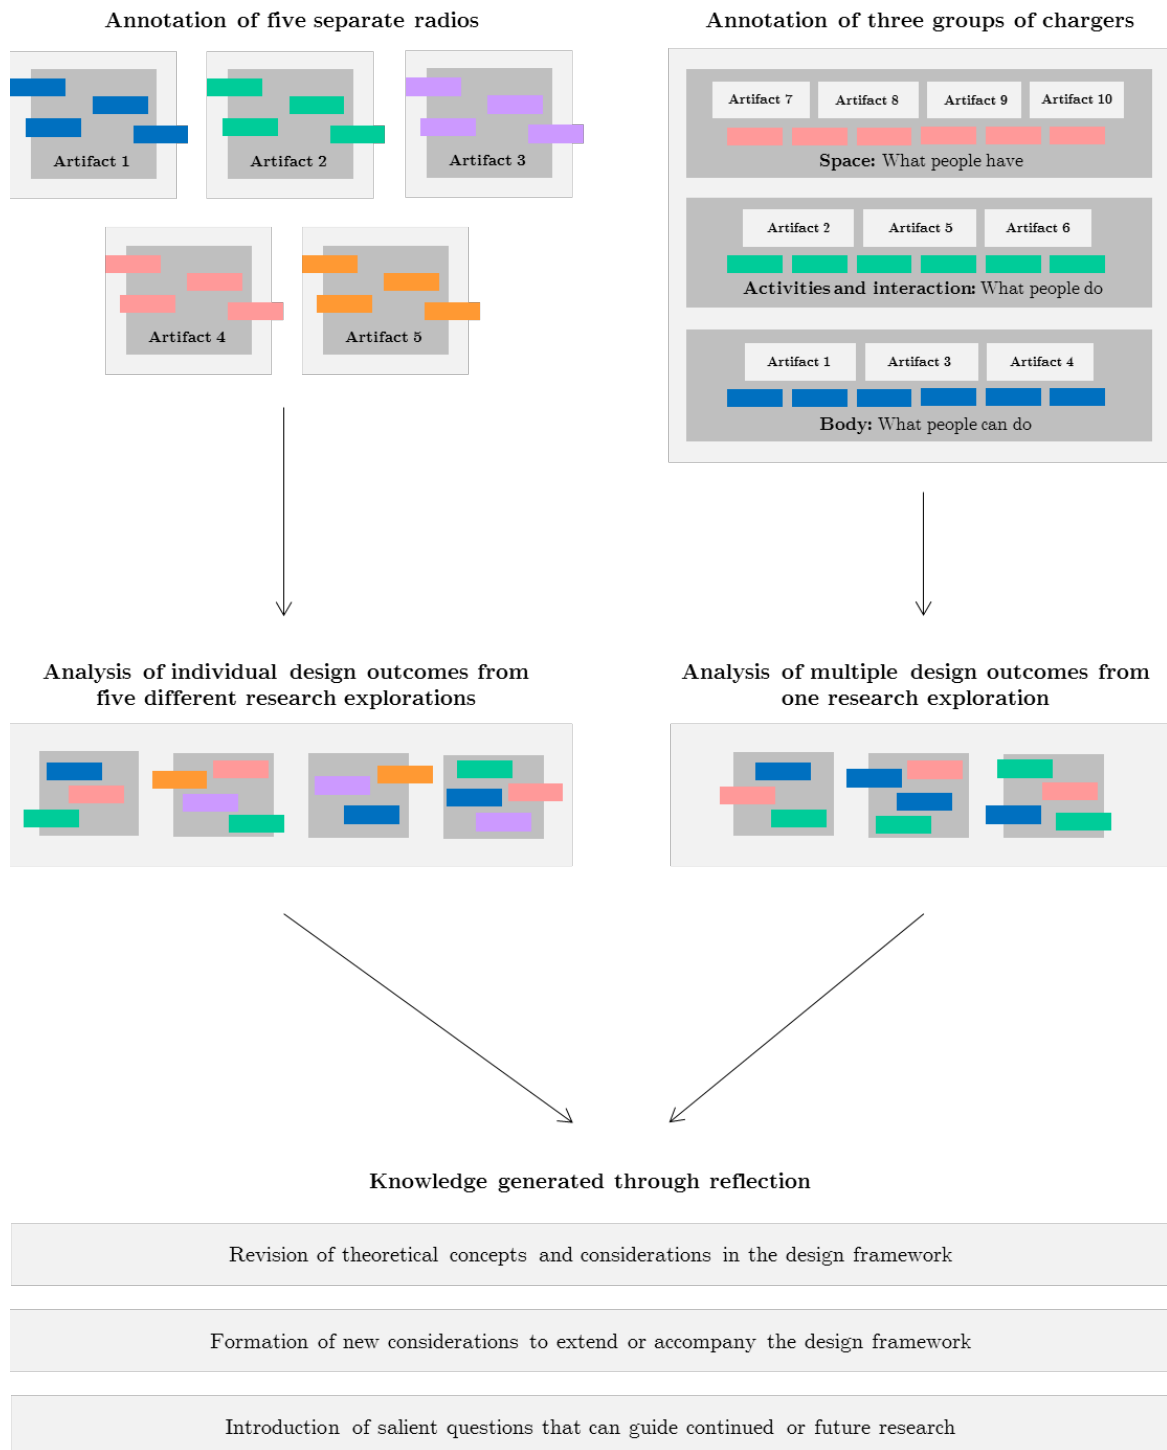 Annotation of five separate radios
Artifact 1
Artifact 2
Artifact 3
Artifact 4
Artifact 5
Annotation of three groups of chargers
Artifact 7
Artifact 8
Artifact 9
Artifact 10
Space: What people have
Artifact 2
Artifact 5
Artifact 6
Activities and interaction: What people do
Artifact 1
Artifact 3
Artifact 4
Body: What people can do
Analysis of individual design outcomes from
five different research explorations
Analysis of multiple design outcomes from
one research exploration
Knowledge generated through reflection
Revision of theoretical concepts and considerations in the design framework
Formation of new considerations to extend or accompany the design framework
Introduction of salient questions that can guide continued or future research